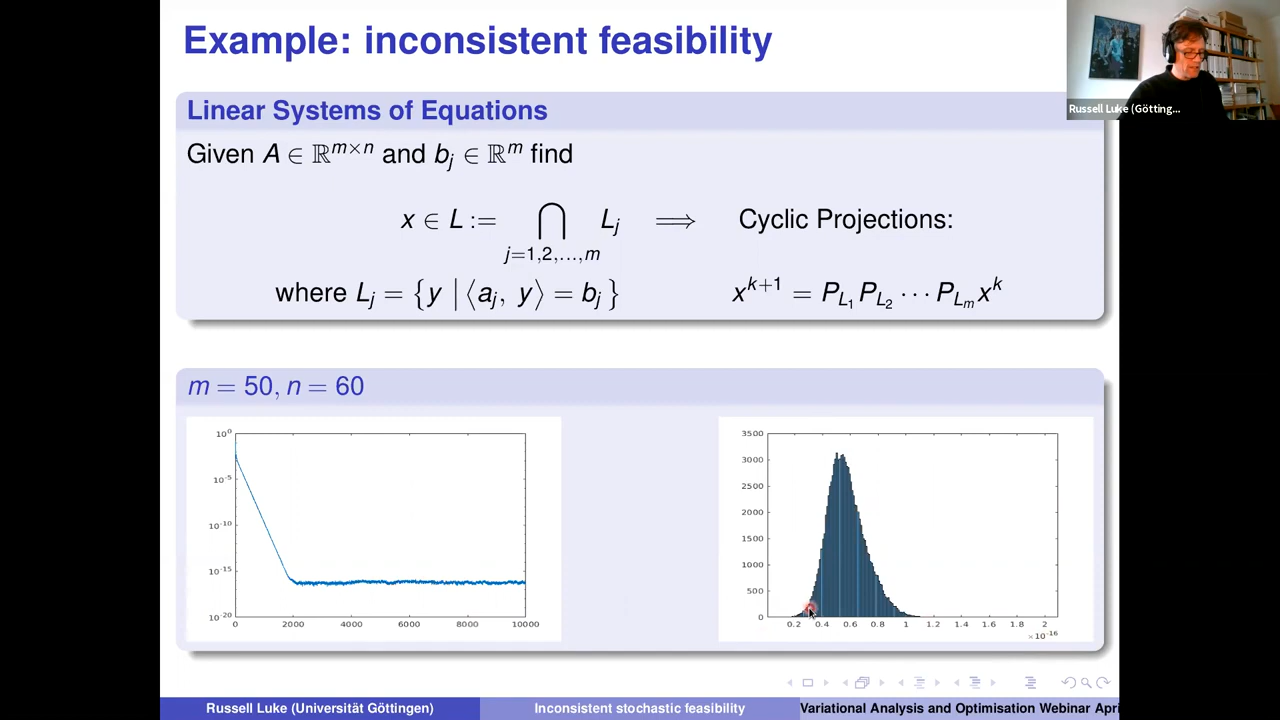 Example: inconsistent feasibility
Russell Luke (Götting...
Linear Systems of Equations
Given A ∈ ℝ^{m×n} and b_j ∈ ℝ^m find
x ∈ L := ⋂_{j=1,2,...,m} L_j ⟹ Cyclic Projections:
where L_j = {y | ⟨a_j, y⟩ = b_j} x^{k+1} = P_{L_1} P_{L_2} ··· P_{L_m} x^k
m = 50, n = 60
10^0
10^-5
10^-10
10^-15
10^-20
0 2000 4000 6000 8000 10000
3500
3000
2500
2000
1500
1000
500
0
0.2 0.4 0.6 0.8 1 1.2 1.4 1.6 1.8 2
×10^-16
Russell Luke (Universität Göttingen) Inconsistent stochastic feasibility Variational Analysis and Optimisation Webinar Apri